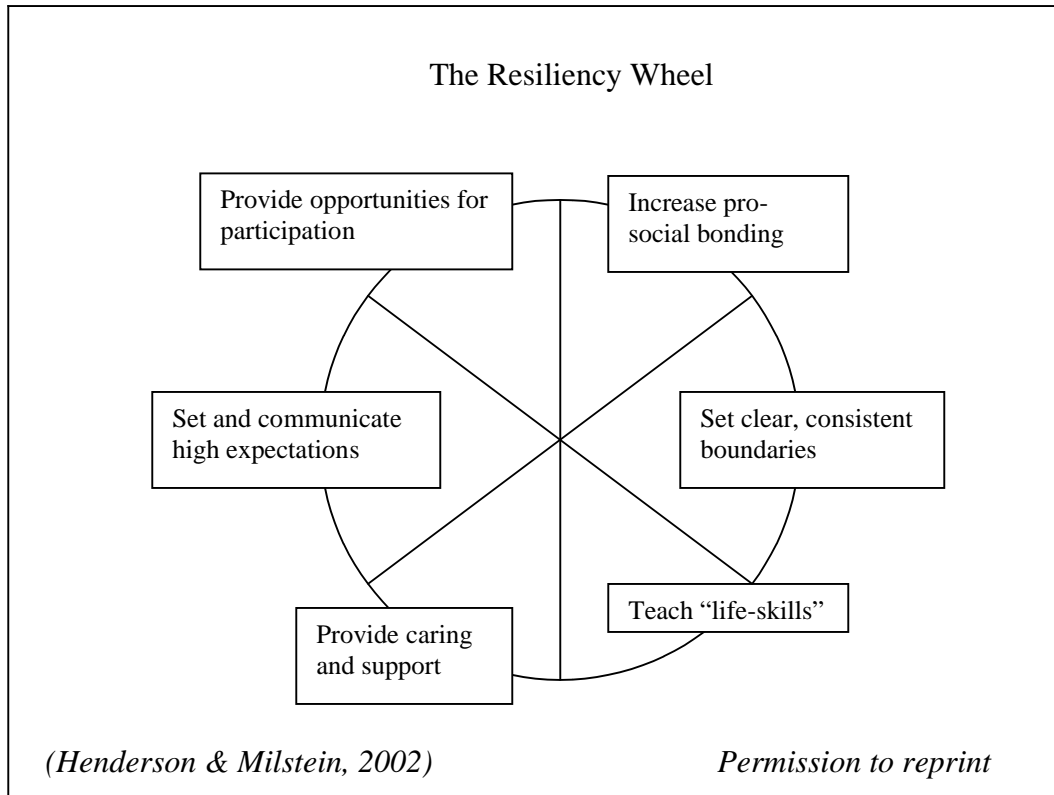 The Resiliency Wheel
Provide opportunities for
participation
Increase pro-
social bonding
Set and communicate
high expectations
Set clear, consistent
boundaries
Teach “life-skills”
Provide caring
and support
(Henderson & Milstein, 2002)
Permission to reprint